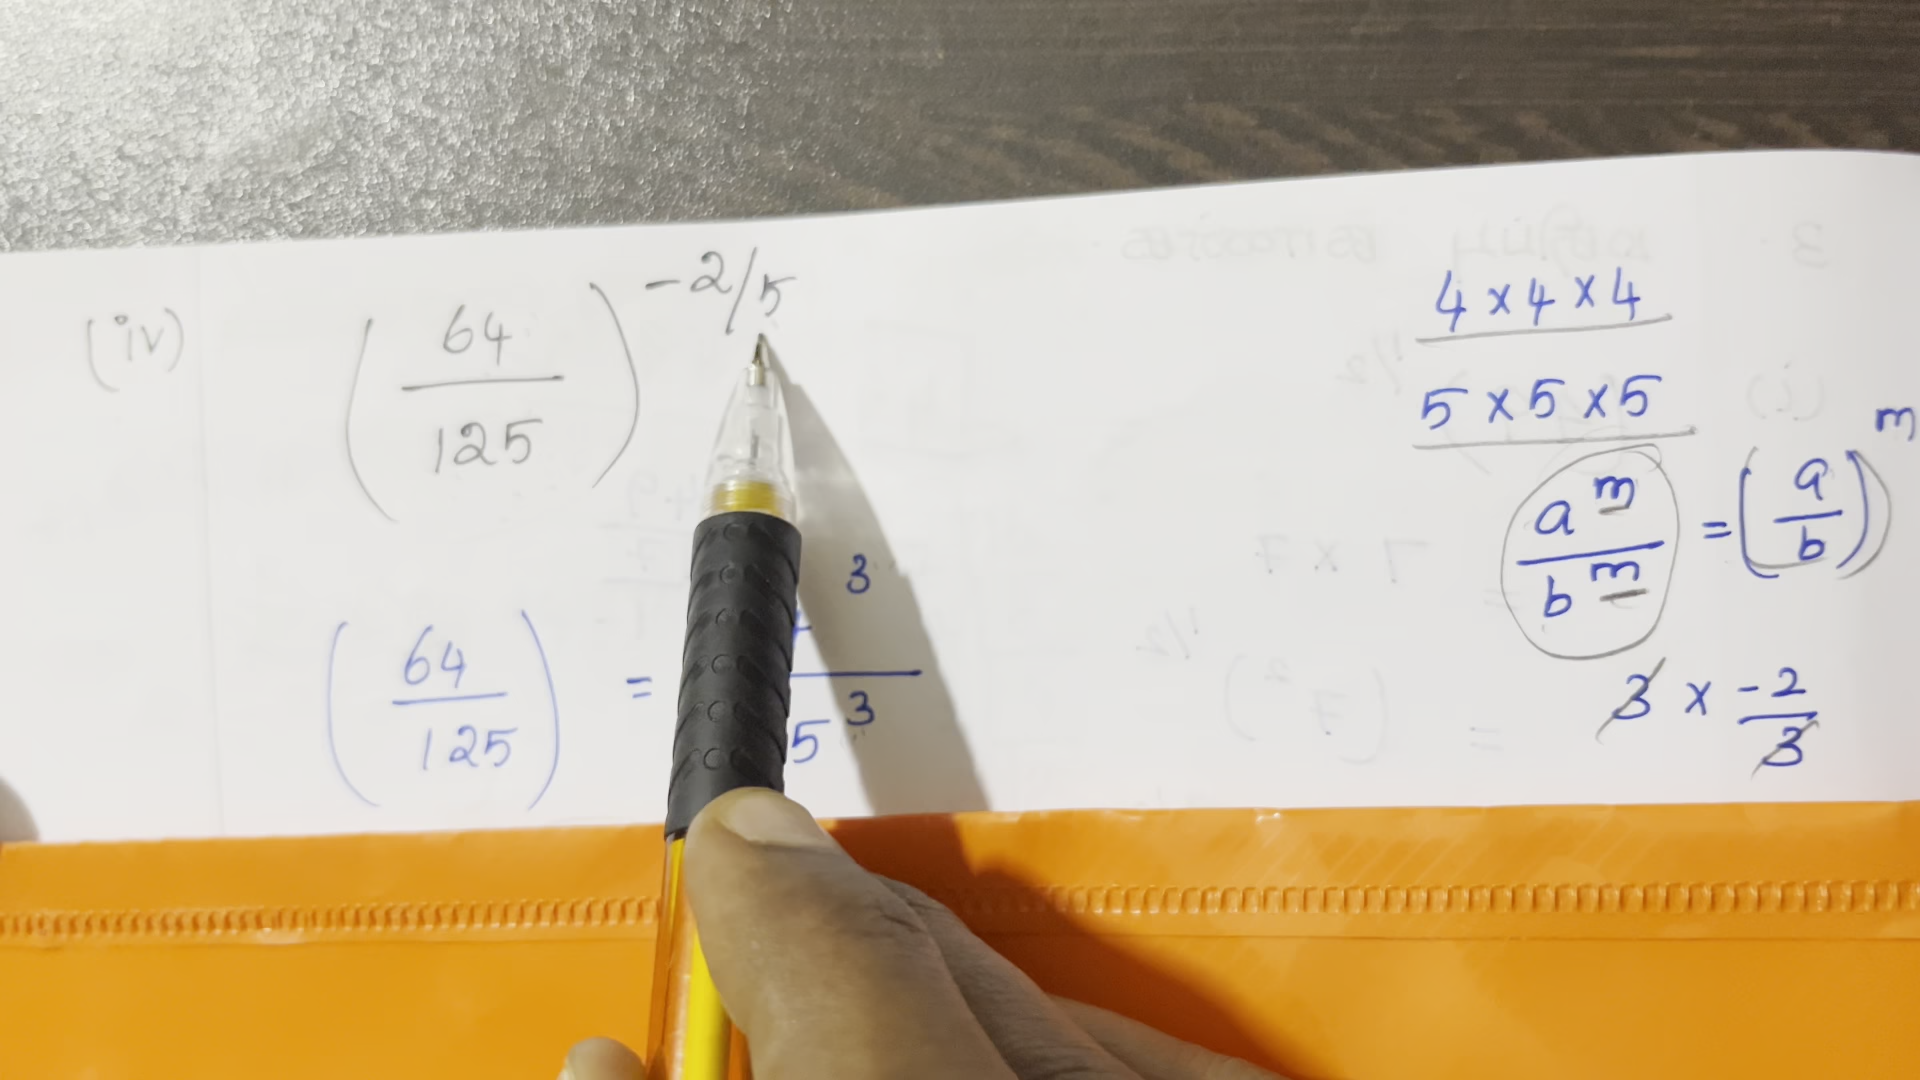 (iv) (64/125)^-2/5
(64/125) = 3
5^3
4 × 4 × 4
5 × 5 × 5
a^m/b^m = (a/b)^m
3 × -2/3